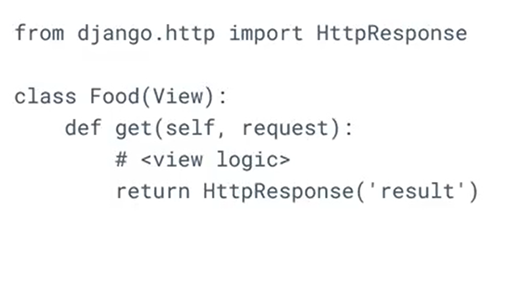 from django.http import HttpResponse
class Food(View):
def get(self, request):
# <view logic>
return HttpResponse('result')